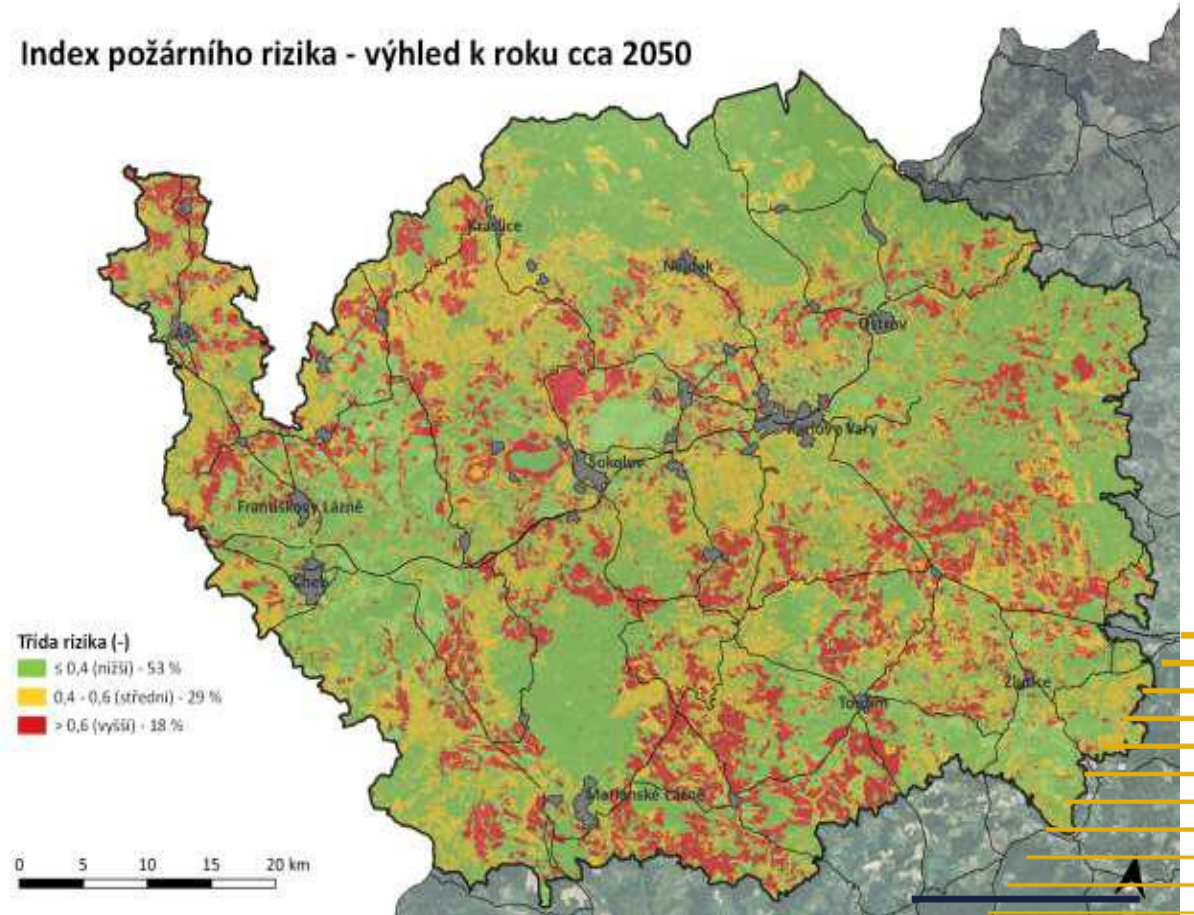 Index požárního rizika - výhled k roku cca 2050
Kraslice
Nejdek
Ostrov
Karlovy Vary
Sokolov
Františkovy Lázně
Cheb
Třída rizika (-)
≤ 0,4 (nižší) - 53 %
0,4 - 0,6 (střední) - 29 %
> 0,6 (vyšší) - 18 %
Žlutice
Toužim
Mariánské Lázně
0 5 10 15 20 km